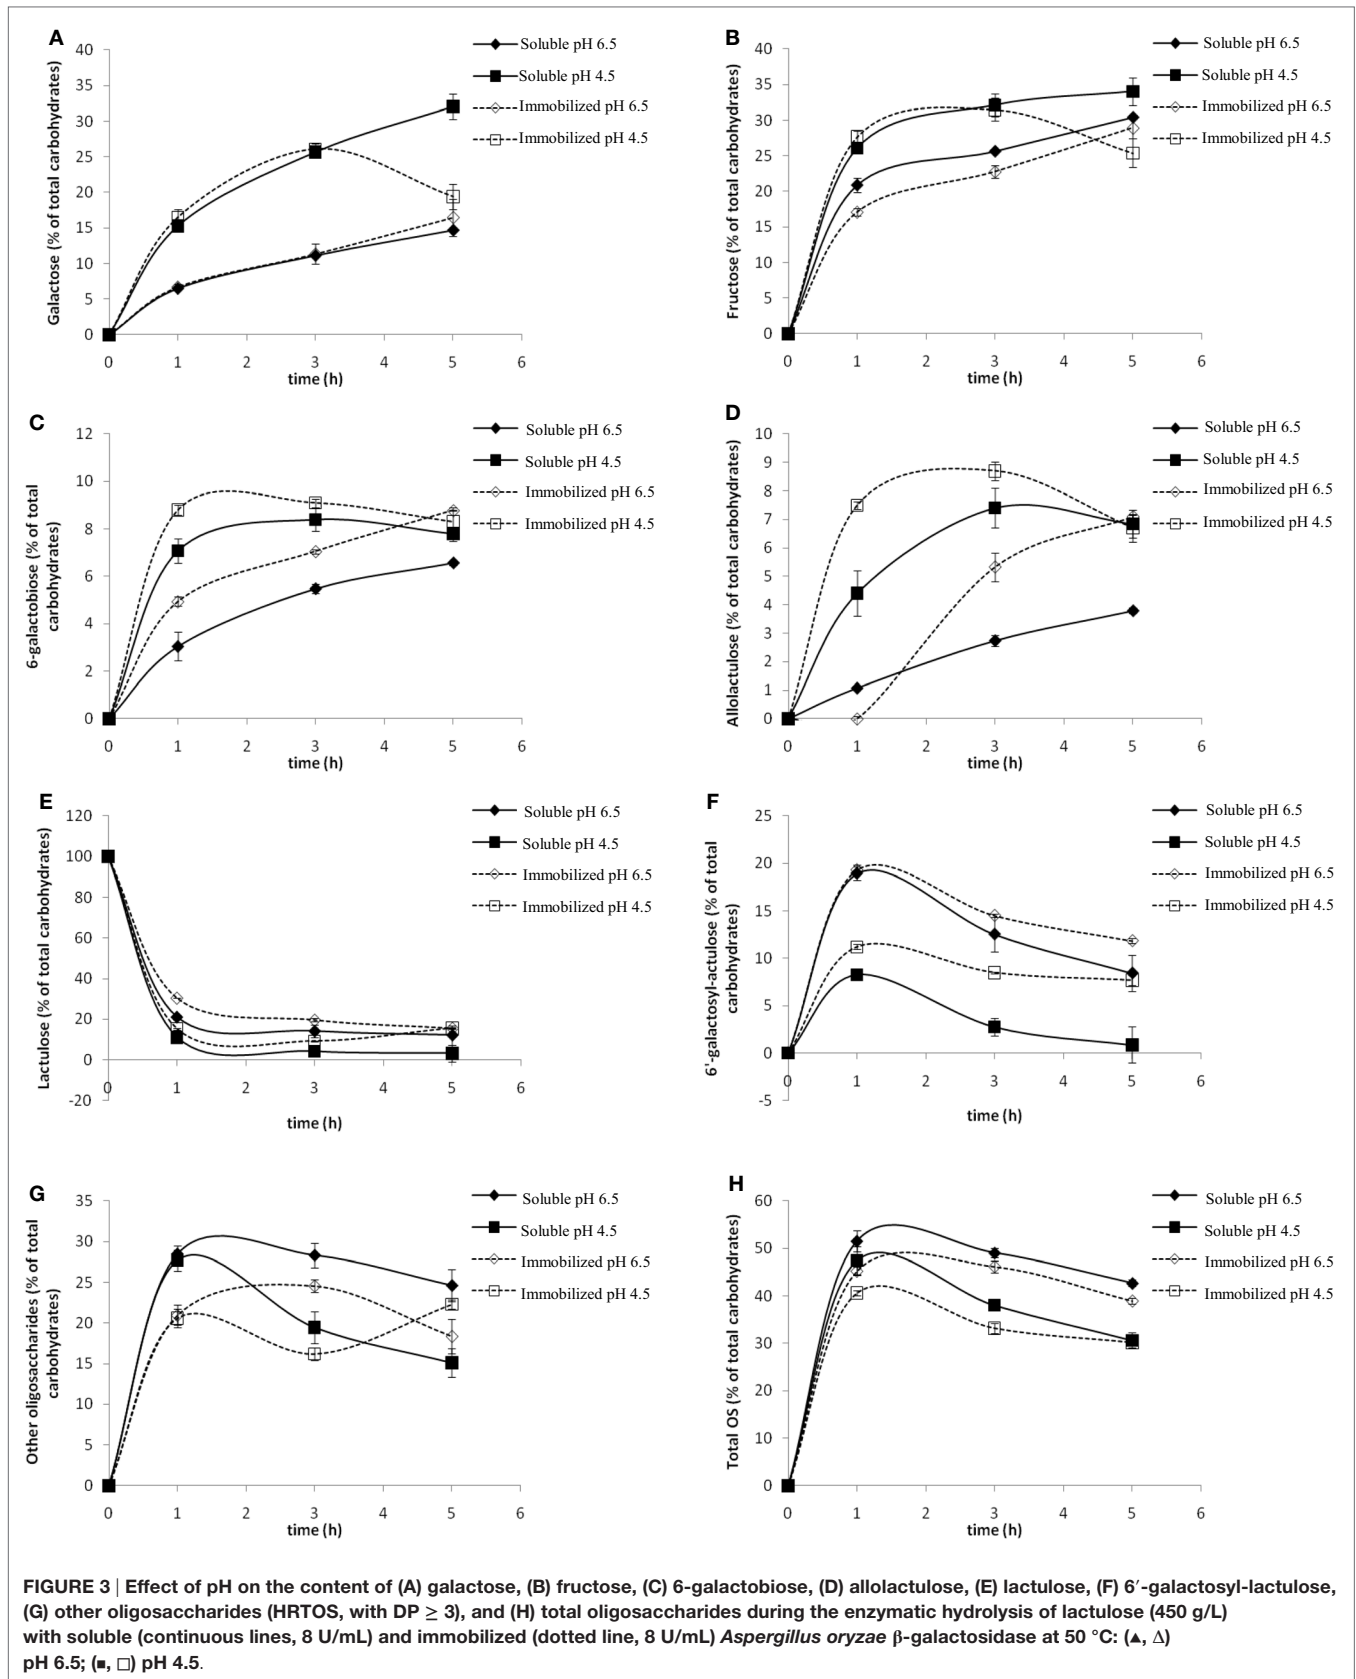 A
Galactose (% of total carbohydrates)
40
35
30
25
20
15
10
5
0
0 1 2 3 4 5 6
time (h)
Soluble pH 6.5
Soluble pH 4.5
Immobilized pH 6.5
Immobilized pH 4.5
B
Fructose (% of total carbohydrates)
40
35
30
25
20
15
10
5
0
0 1 2 3 4 5 6
time (h)
Soluble pH 6.5
Soluble pH 4.5
Immobilized pH 6.5
Immobilized pH 4.5
C
6-galactobiose (% of total
carbohydrates)
12
10
8
6
4
2
0
0 1 2 3 4 5 6
time (h)
Soluble pH 6.5
Soluble pH 4.5
Immobilized pH 6.5
Immobilized pH 4.5
D
Allolactulose (% of total carbohydrates)
10
9
8
7
6
5
4
3
2
1
0
0 1 2 3 4 5 6
time (h)
Soluble pH 6.5
Soluble pH 4.5
Immobilized pH 6.5
Immobilized pH 4.5
E
Lactulose (% of total carbohydrates)
120
100
80
60
40
20
0
-20
0 1 2 3 4 5 6
time (h)
Soluble pH 6.5
Soluble pH 4.5
Immobilized pH 6.5
Immobilized pH 4.5
F
6'-galactosyl-actulose (% of total
carbohydrates)
25
20
15
10
5
0
-5
0 1 2 3 4 5 6
time (h)
Soluble pH 6.5
Soluble pH 4.5
Immobilized pH 6.5
Immobilized pH 4.5
G
Other oligosaccharides (% of total
carbohydrates)
35
30
25
20
15
10
5
0
0 1 2 3 4 5 6
time (h)
Soluble pH 6.5
Soluble pH 4.5
Immobilized pH 6.5
Immobilized pH 4.5
H
Total OS (% of total carbohydrates)
60
50
40
30
20
10
0
0 1 2 3 4 5 6
time (h)
Soluble pH 6.5
Soluble pH 4.5
Immobilized pH 6.5
Immobilized pH 4.5
FIGURE 3 | Effect of pH on the content of (A) galactose, (B) fructose, (C) 6-galactobiose, (D) allolactulose, (E) lactulose, (F) 6′-galactosyl-lactulose,
(G) other oligosaccharides (HRTOS, with DP ≥ 3), and (H) total oligosaccharides during the enzymatic hydrolysis of lactulose (450 g/L)
with soluble (continuous lines, 8 U/mL) and immobilized (dotted line, 8 U/mL) Aspergillus oryzae β-galactosidase at 50 °C: (▲, Δ)
pH 6.5; (■, □) pH 4.5.